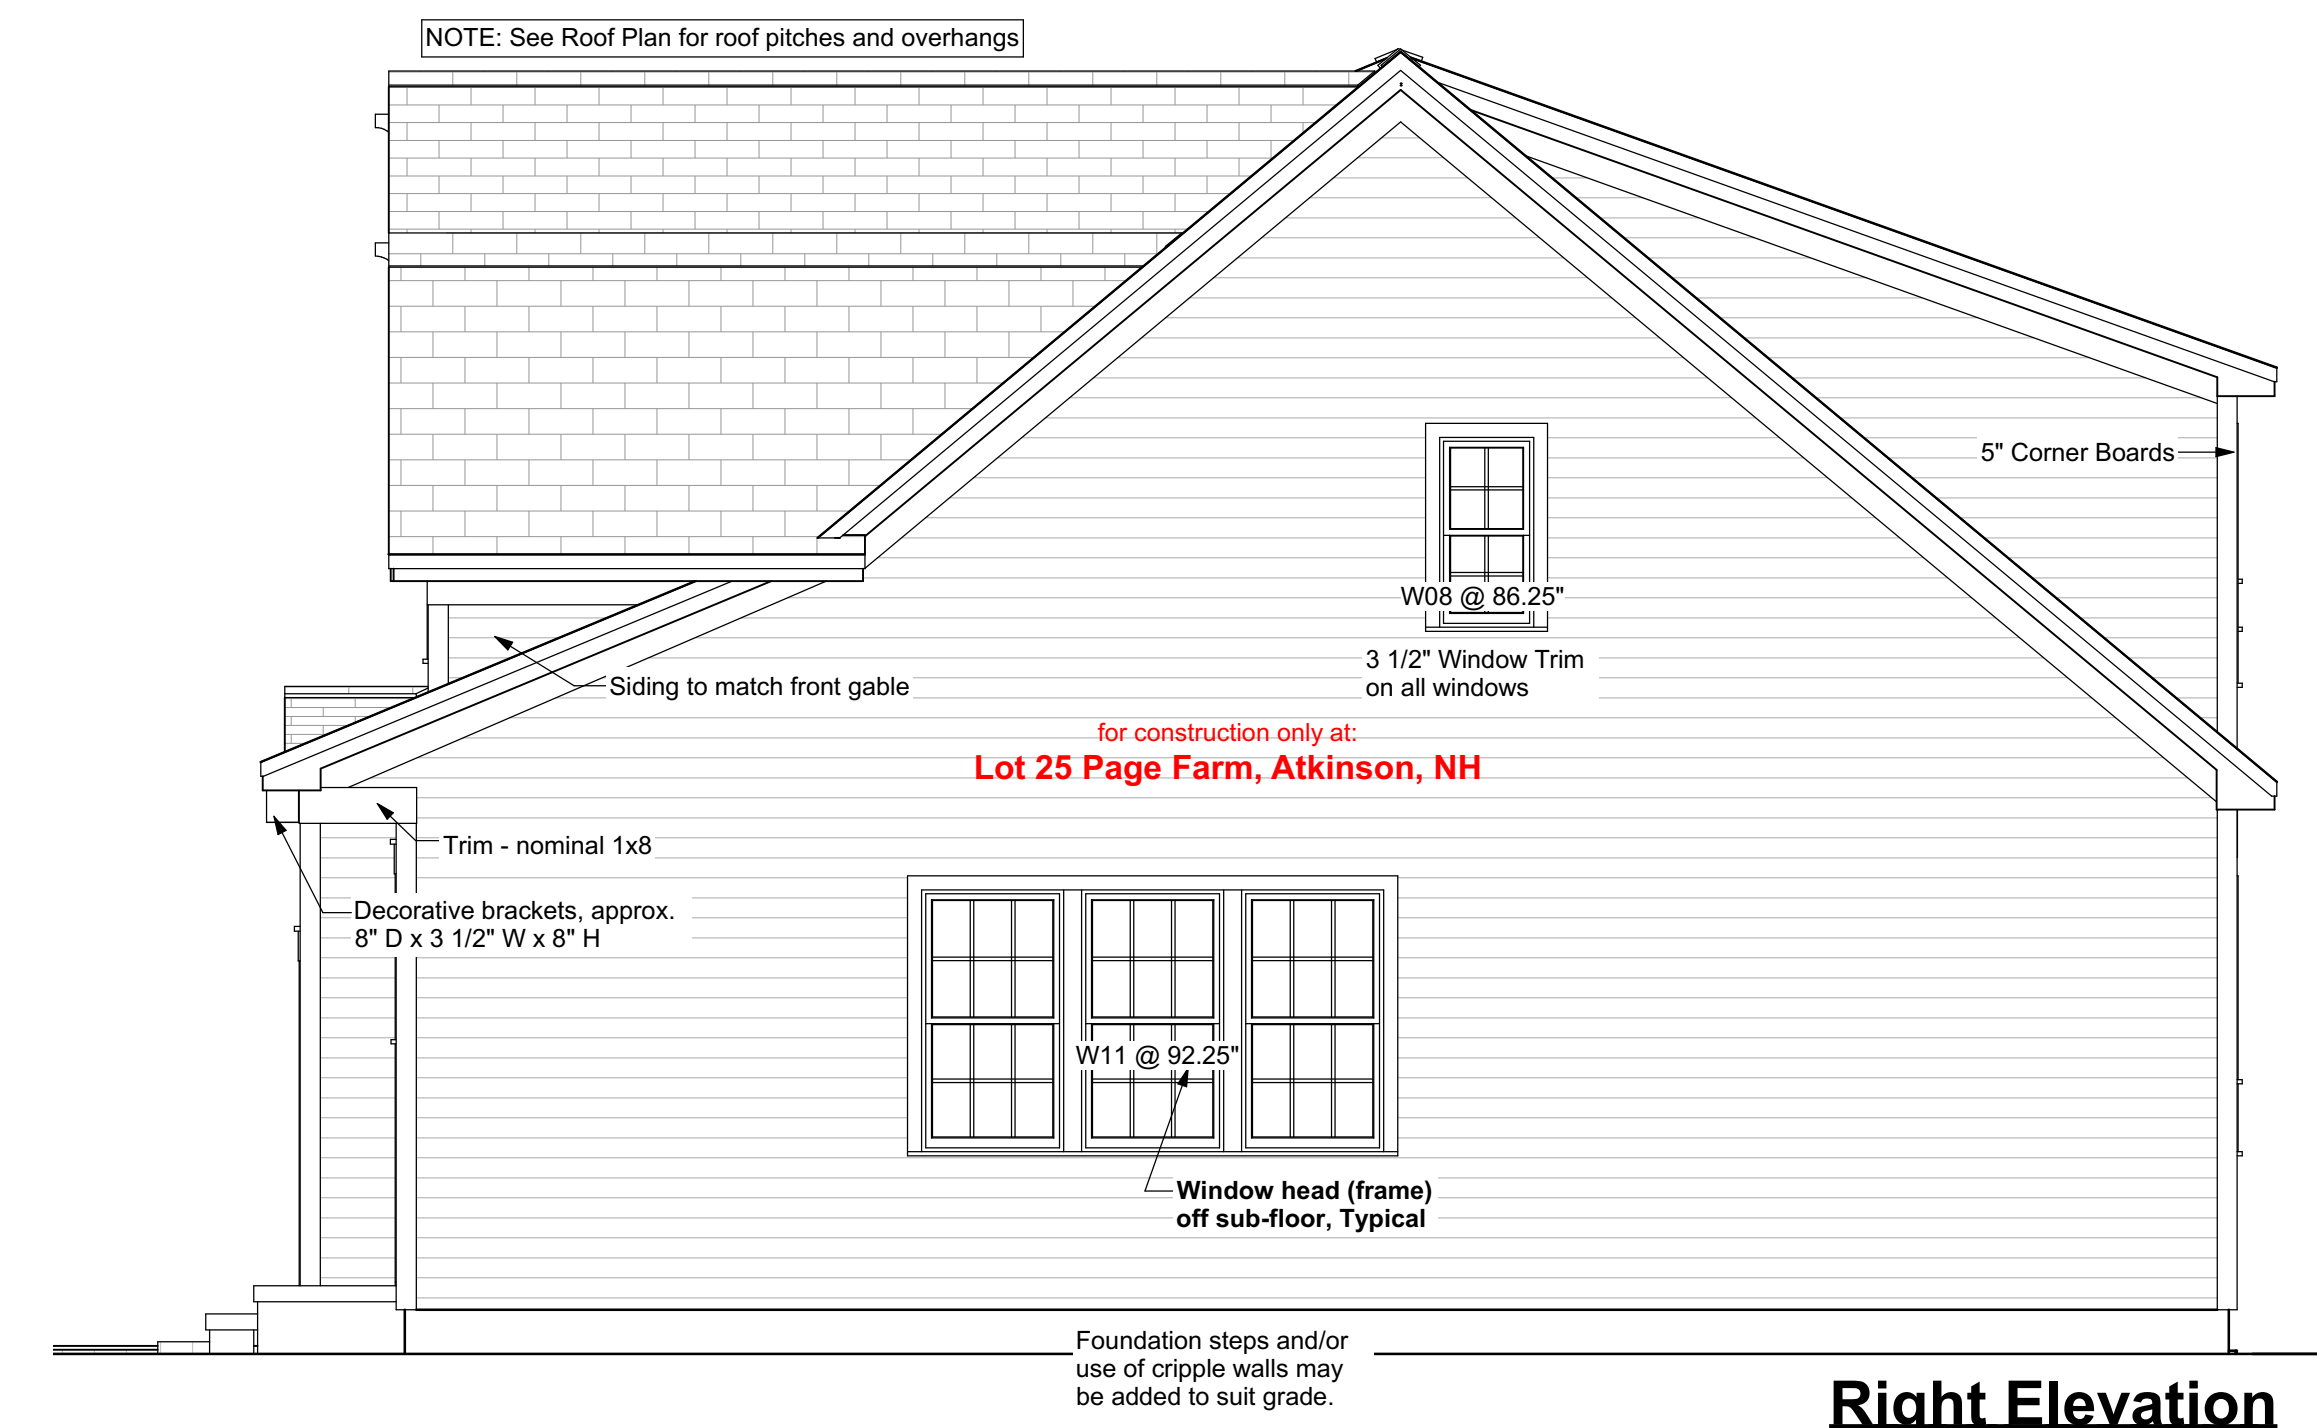 NOTE: See Roof Plan for roof pitches and overhangs
5" Corner Boards
W08 @ 86.25"
3 1/2" Window Trim
on all windows
Siding to match front gable
for construction only at:
Lot 25 Page Farm, Atkinson, NH
Trim - nominal 1x8
Decorative brackets, approx.
8" D x 3 1/2" W x 8" H
W11 @ 92.25"
Window head (frame)
off sub-floor, Typical
Foundation steps and/or
use of cripple walls may
be added to suit grade.
Right Elevation